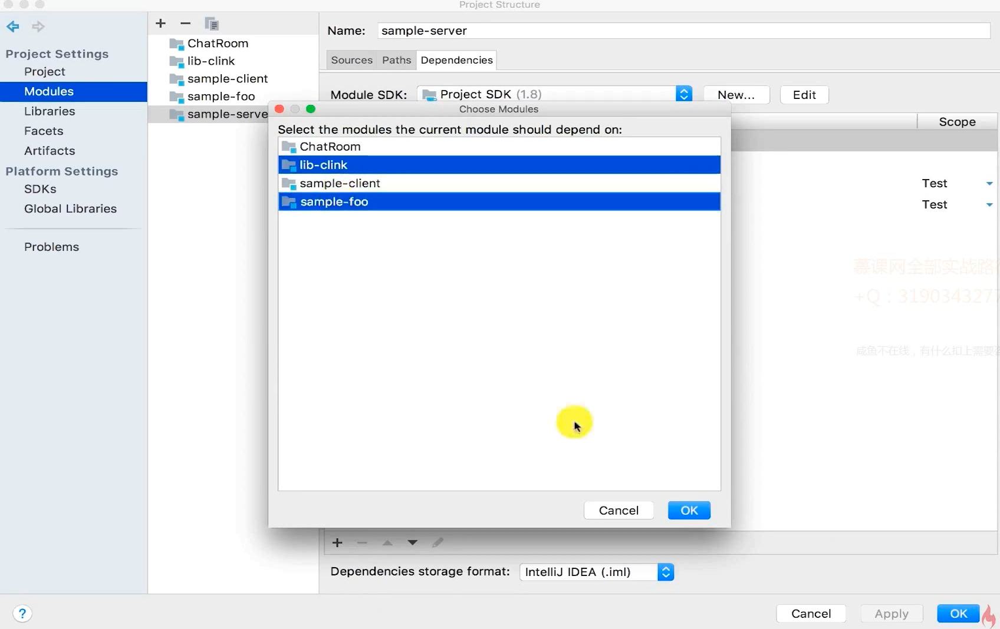 Project Structure
Project Settings
Project
Modules
Libraries
Facets
Artifacts
Platform Settings
SDKs
Global Libraries
Problems
ChatRoom
lib-clink
sample-client
sample-foo
sample-serve
Name: sample-server
Sources Paths Dependencies
Module SDK: Project SDK (1.8) New... Edit
Scope
Test
Test
Choose Modules
Select the modules the current module should depend on:
ChatRoom
lib-clink
sample-client
sample-foo
Cancel OK
慕课网全部实战路
+Q：319034327
咸鱼不在线，有什么扣上需要
Dependencies storage format: IntelliJ IDEA (.iml)
? Cancel Apply OK